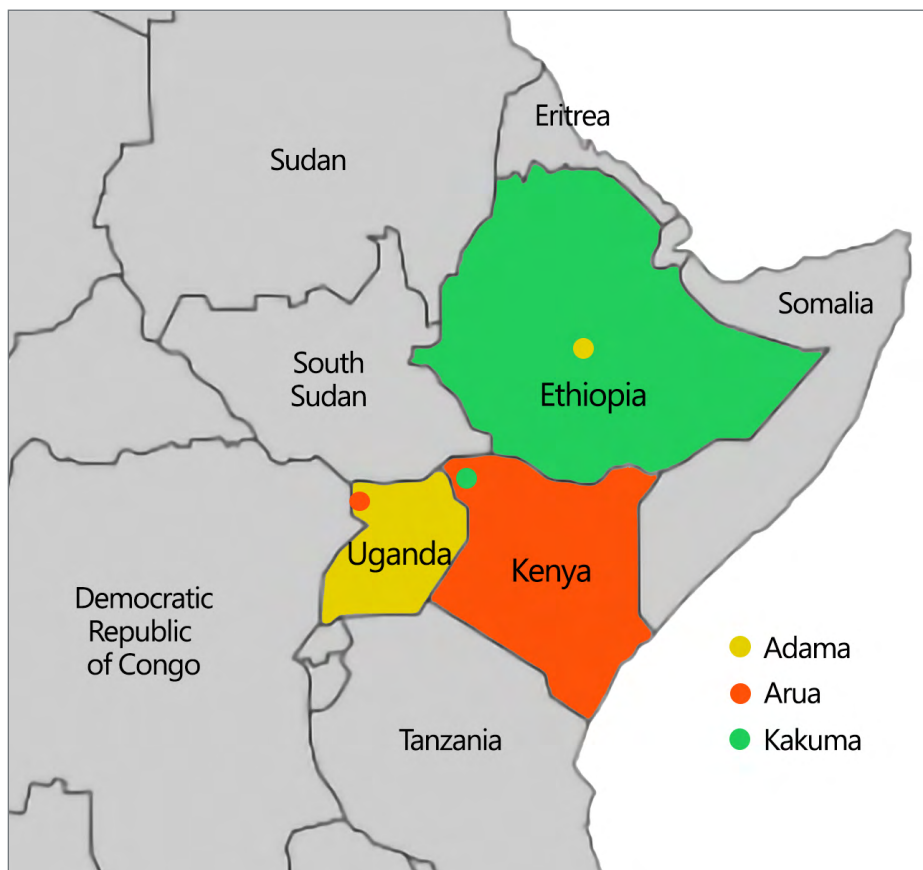 Eritrea
Sudan
Somalia
South
Sudan
Ethiopia
Uganda
Kenya
Democratic
Republic
of Congo
Tanzania
Adama
Arua
Kakuma